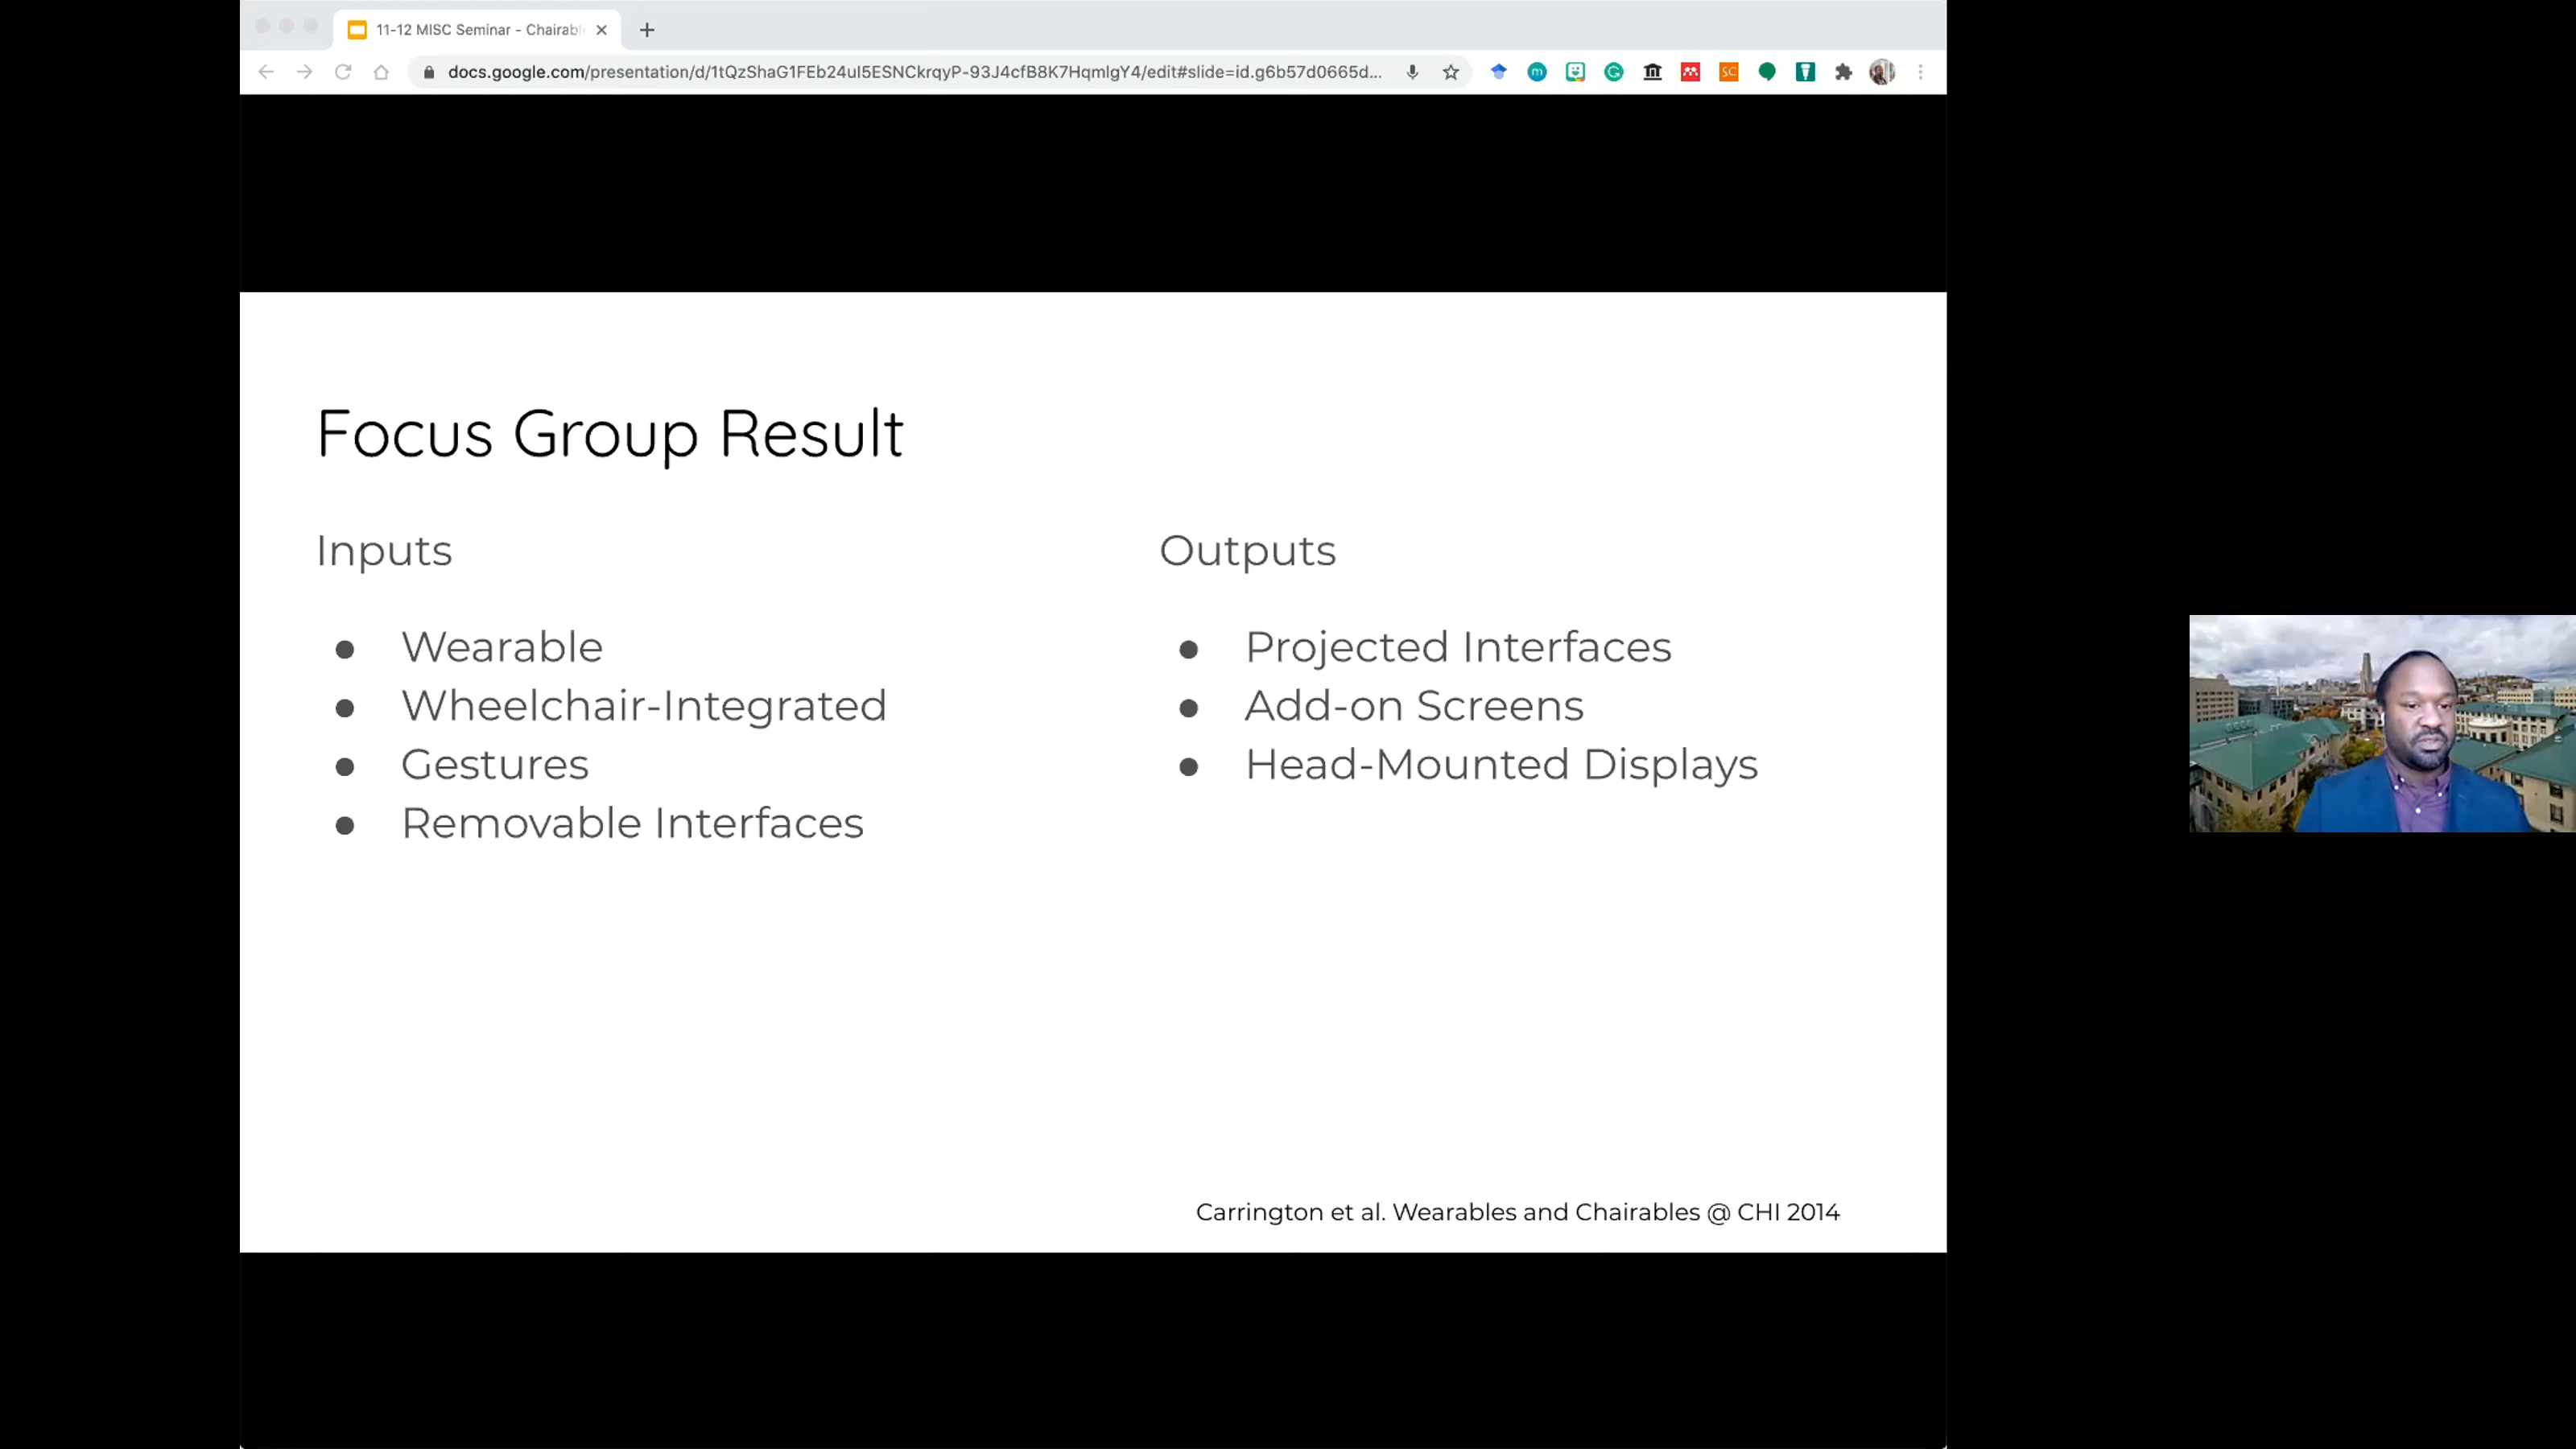 11-12 MISC Seminar - Chairabl
docs.google.com/presentation/d/1tQzShaG1FEb24uI5ESNCkrqyP-93J4cfB8K7HqmlgY4/edit#slide=id.g6b57d0665d...
Focus Group Result
Inputs
● Wearable
● Wheelchair-Integrated
● Gestures
● Removable Interfaces
Outputs
● Projected Interfaces
● Add-on Screens
● Head-Mounted Displays
Carrington et al. Wearables and Chairables @ CHI 2014